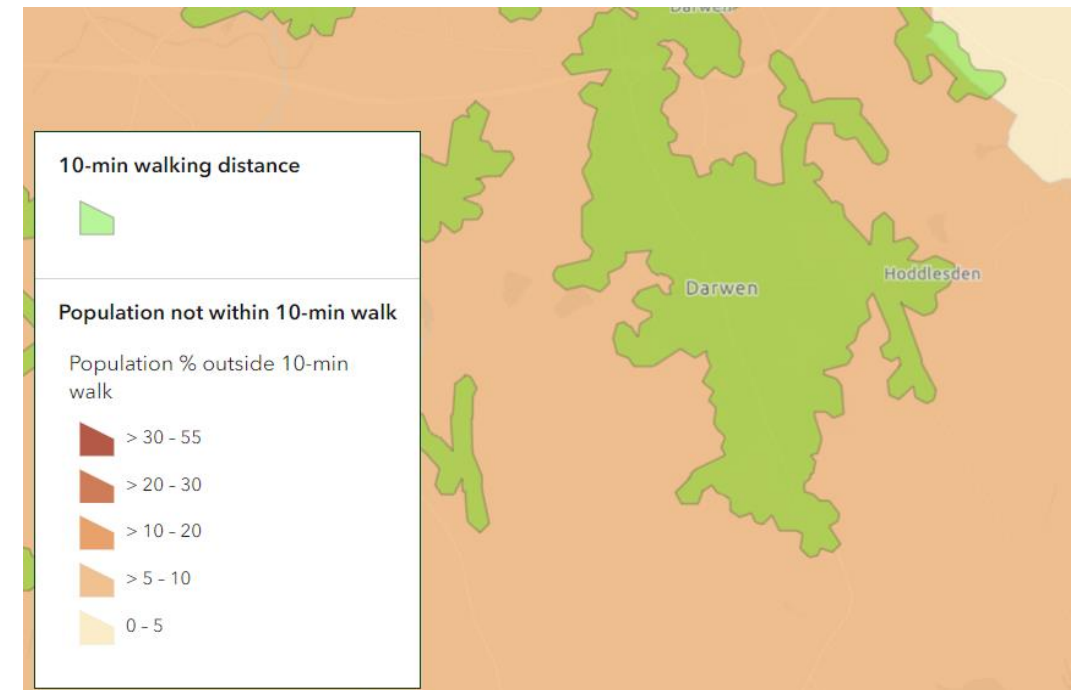 Darwen
10-min walking distance
Population not within 10-min walk
Population % outside 10-min
walk
> 30 - 55
> 20 - 30
> 10 - 20
> 5 - 10
0 - 5
Darwen
Hoddlesden